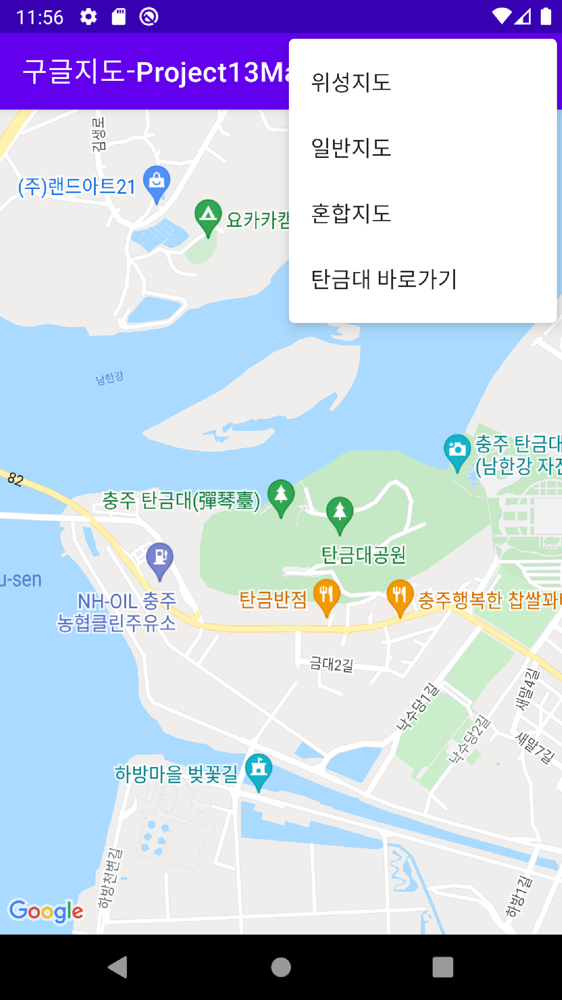 11:56
구글지도-Project13Ma
위성지도
일반지도
혼합지도
탄금대 바로가기
김생로
(주)랜드아트21
요카카캠
남한강
충주 탄금대
(남한강 자전
82
충주 탄금대(彈琴臺)
탄금대공원
u-sen
NH-OIL 충주
농협클린주유소
탄금반점
충주행복한 찹쌀꽈배
금대2길
새말4길
낙수당1길
낙수당2길
새말7길
하방마을 벚꽃길
하방천변길
하방1길
Google